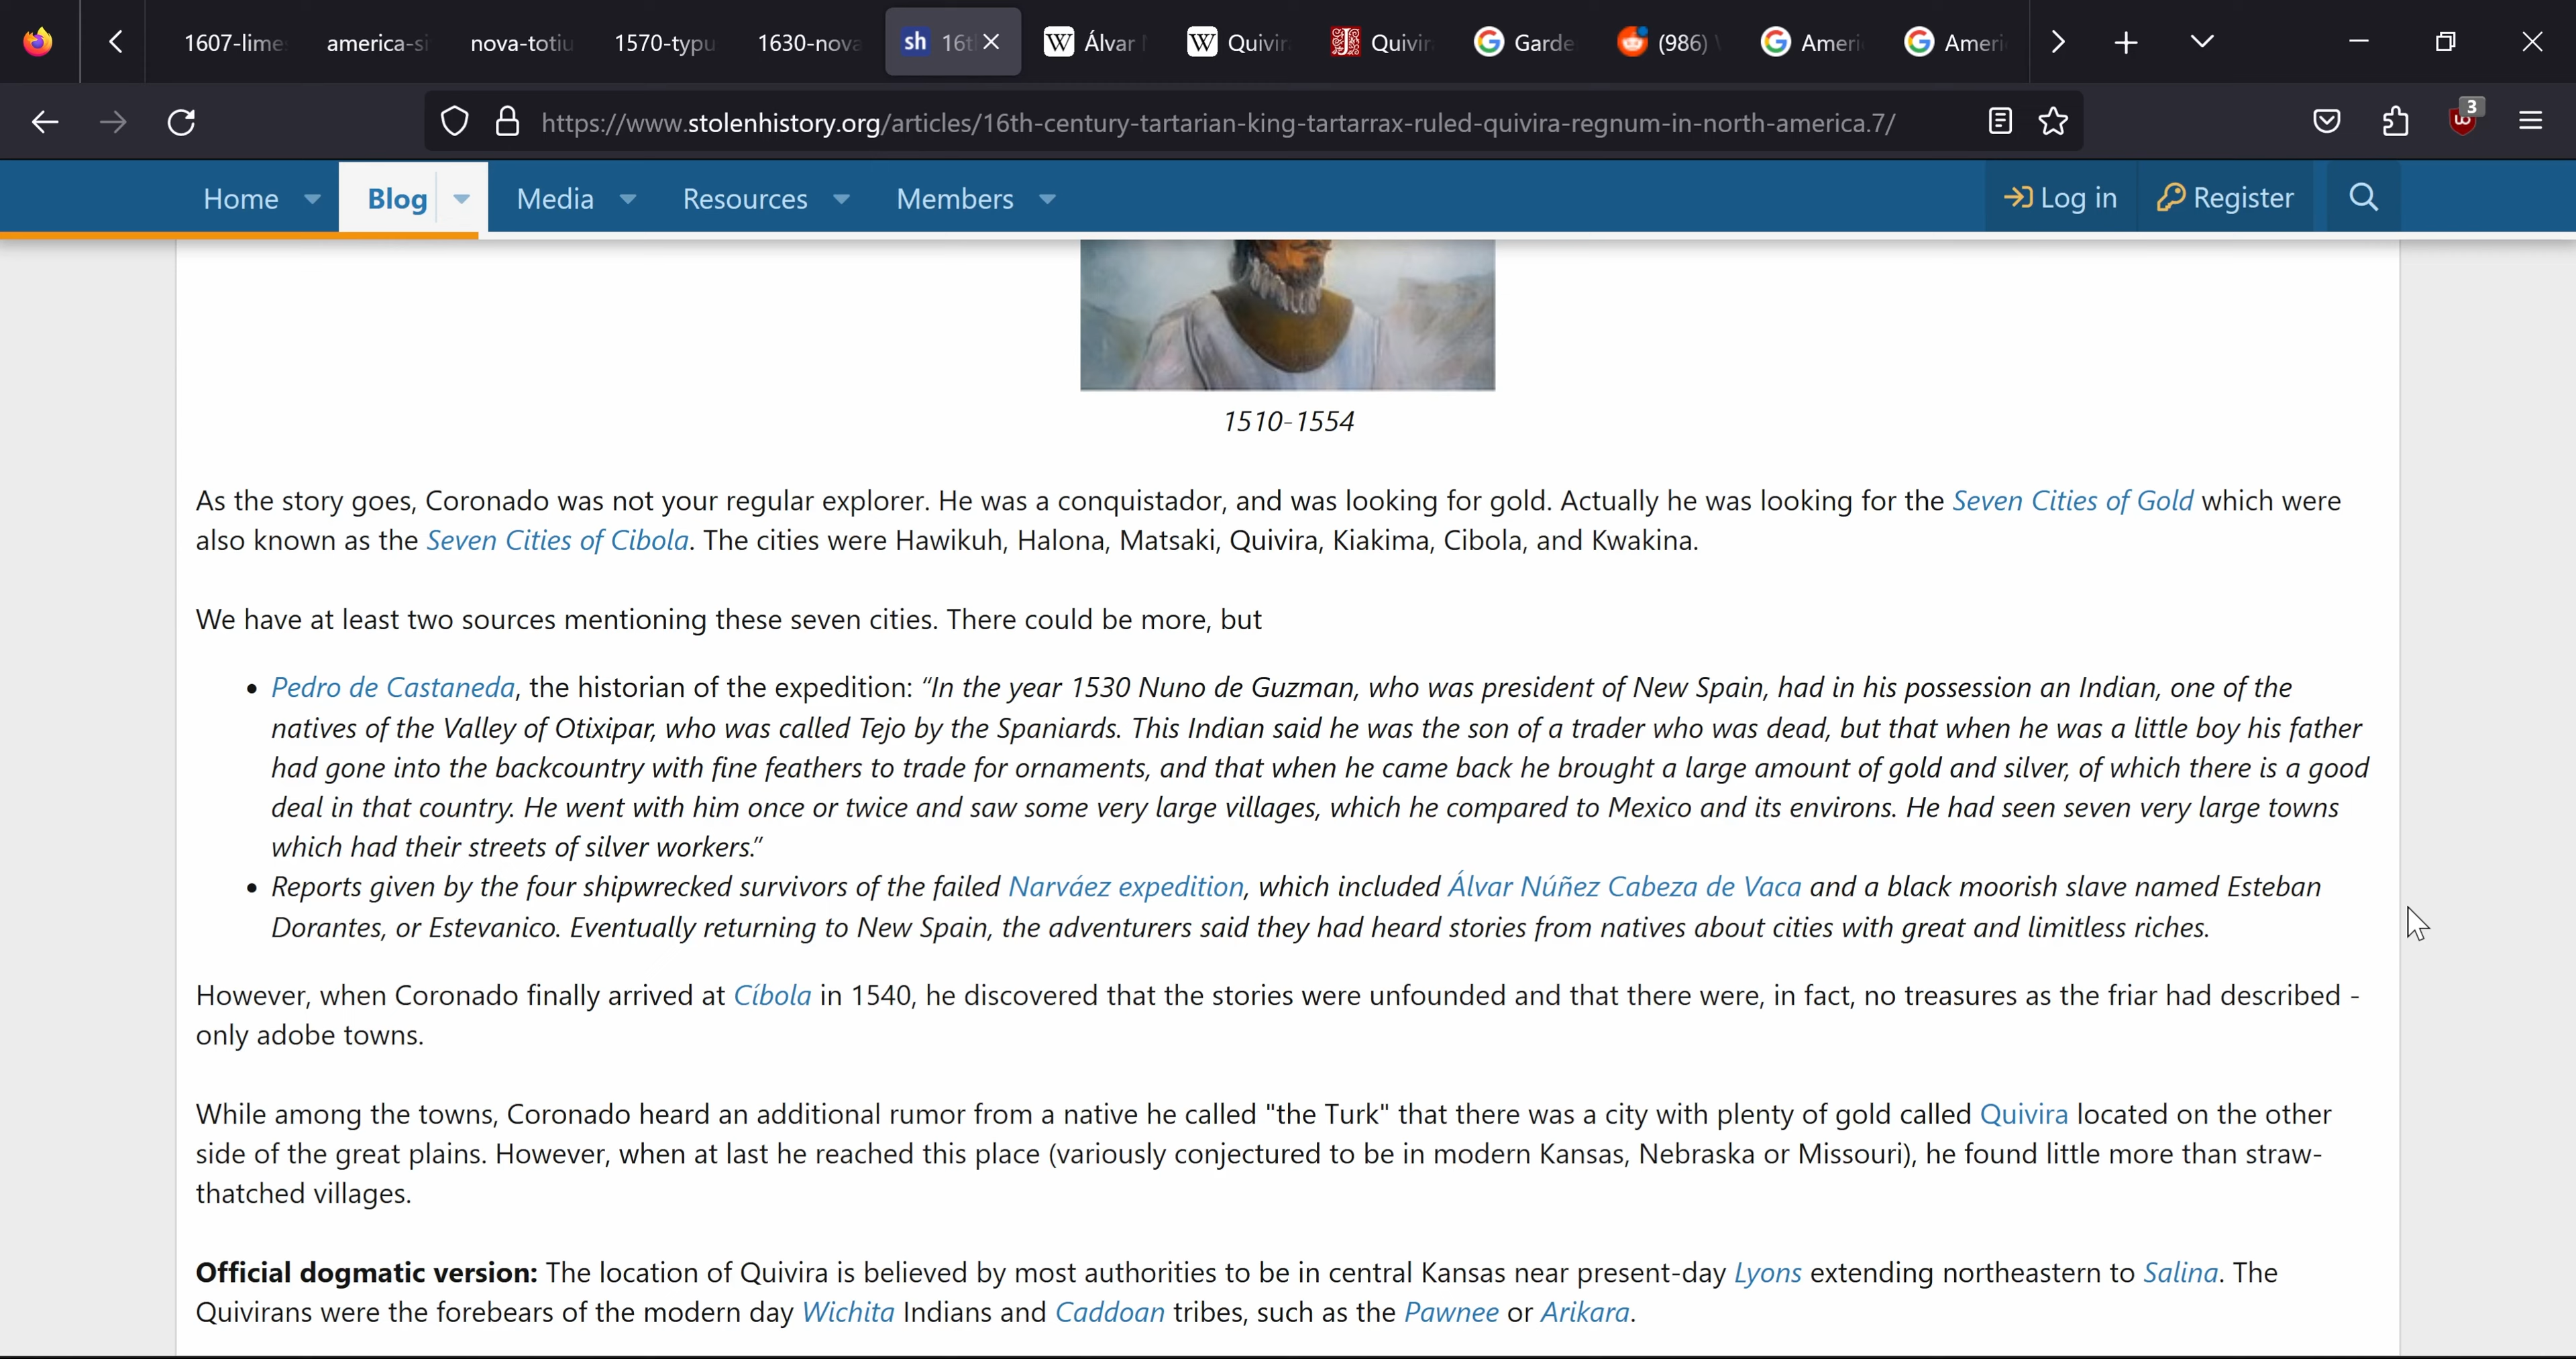 1607-lime
america-si
nova-totiu
1570-typu
1630-nova
sh 16t
W Álvar
W Quivir
Quivir
G Garde
(986)
G Ameri
G Ameri
https://www.stolenhistory.org/articles/16th-century-tartarian-king-tartarrax-ruled-quivira-regnum-in-north-america.7/
3
Home Blog Media Resources Members Log in Register
1510-1554
As the story goes, Coronado was not your regular explorer. He was a conquistador, and was looking for gold. Actually he was looking for the Seven Cities of Gold which were
also known as the Seven Cities of Cibola. The cities were Hawikuh, Halona, Matsaki, Quivira, Kiakima, Cibola, and Kwakina.
We have at least two sources mentioning these seven cities. There could be more, but
• Pedro de Castaneda, the historian of the expedition: “In the year 1530 Nuno de Guzman, who was president of New Spain, had in his possession an Indian, one of the
natives of the Valley of Otixipar, who was called Tejo by the Spaniards. This Indian said he was the son of a trader who was dead, but that when he was a little boy his father
had gone into the backcountry with fine feathers to trade for ornaments, and that when he came back he brought a large amount of gold and silver, of which there is a good
deal in that country. He went with him once or twice and saw some very large villages, which he compared to Mexico and its environs. He had seen seven very large towns
which had their streets of silver workers.”
• Reports given by the four shipwrecked survivors of the failed Narváez expedition, which included Álvar Núñez Cabeza de Vaca and a black moorish slave named Esteban
Dorantes, or Estevanico. Eventually returning to New Spain, the adventurers said they had heard stories from natives about cities with great and limitless riches.
However, when Coronado finally arrived at Cíbola in 1540, he discovered that the stories were unfounded and that there were, in fact, no treasures as the friar had described -
only adobe towns.
While among the towns, Coronado heard an additional rumor from a native he called "the Turk" that there was a city with plenty of gold called Quivira located on the other
side of the great plains. However, when at last he reached this place (variously conjectured to be in modern Kansas, Nebraska or Missouri), he found little more than straw-
thatched villages.
Official dogmatic version: The location of Quivira is believed by most authorities to be in central Kansas near present-day Lyons extending northeastern to Salina. The
Quivirans were the forebears of the modern day Wichita Indians and Caddoan tribes, such as the Pawnee or Arikara.